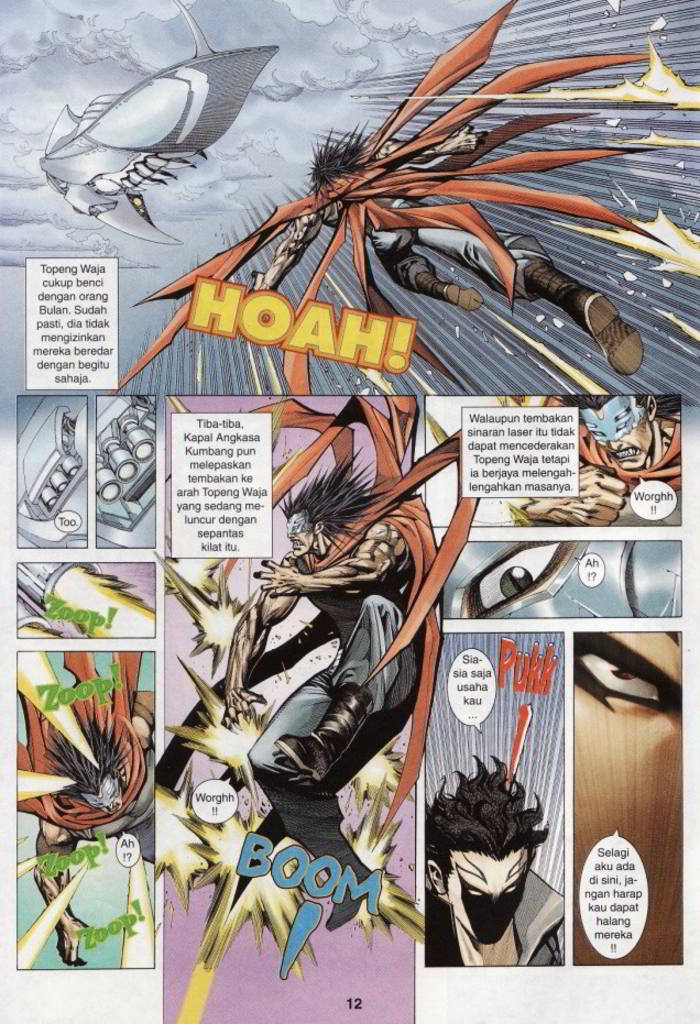 Topeng Waja
cukup benci
dengan orang
Bulan. Sudah
pasti, dia tidak
mengizinkan
mereka beredar
dengan begitu
sahaja.
HOAH!
Too.
Zoop!
Zoop!
Zoop!
Zoop!
Ah
!?
Tiba-tiba,
Kapal Angkasa
Kumbang pun
melepaskan
tembakan ke
arah Topeng Waja
yang sedang me-
luncur dengan
sepantas
kilat itu.
Worghh
!!
BOOM!
Walaupun tembakan
sinaran laser itu tidak
dapat mencederakan
Topeng Waja tetapi
ia berjaya melengah-
lengahkan masanya.
Worghh
!!
Ah
!?
Sia-
sia saja
usaha
kau
...
PUKK!
Selagi
aku ada
di sini, ja-
ngan harap
kau dapat
halang
mereka
!!
12